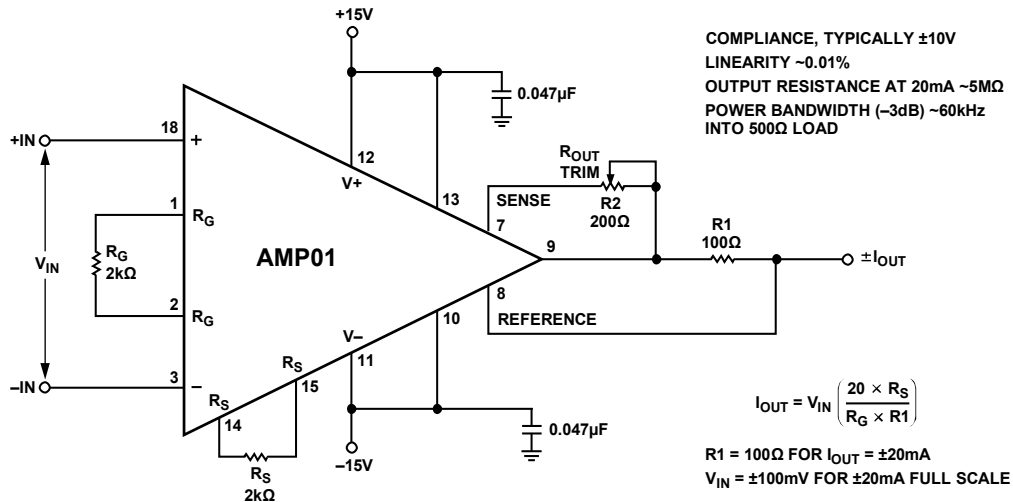 +15V
COMPLIANCE, TYPICALLY ±10V
LINEARITY ~0.01%
OUTPUT RESISTANCE AT 20mA ~5MΩ
POWER BANDWIDTH (–3dB) ~60kHz
INTO 500Ω LOAD
0.047µF
+IN
18
+
12
V+
13
R_OUT
TRIM
SENSE
R2
200Ω
7
1
R_G
R_G
2kΩ
V_IN
AMP01
9
R1
100Ω
±I_OUT
8
REFERENCE
2
R_G
10
V–
11
–IN
3
–
R_S
15
R_S
14
R_S
2kΩ
–15V
0.047µF
I_OUT = V_IN (20 × R_S / R_G × R1)
R1 = 100Ω FOR I_OUT = ±20mA
V_IN = ±100mV FOR ±20mA FULL SCALE